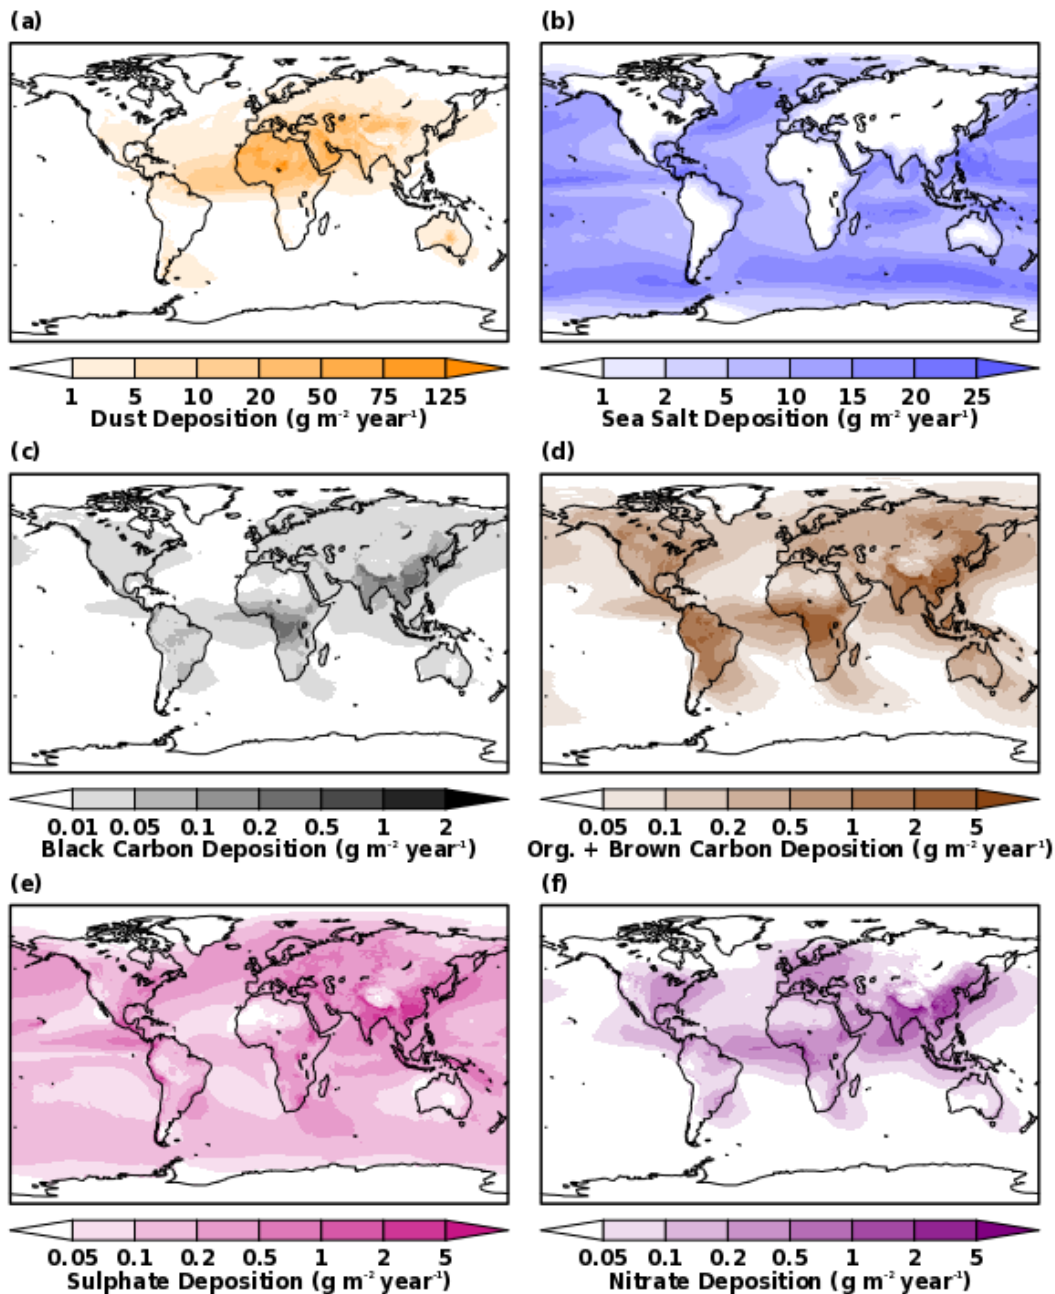 (a)
(b)
1 5 10 20 50 75 125
Dust Deposition (g m⁻² year⁻¹)
1 2 5 10 15 20 25
Sea Salt Deposition (g m⁻² year⁻¹)
(c)
(d)
0.01 0.05 0.1 0.2 0.5 1 2
Black Carbon Deposition (g m⁻² year⁻¹)
0.05 0.1 0.2 0.5 1 2 5
Org. + Brown Carbon Deposition (g m⁻² year⁻¹)
(e)
(f)
0.05 0.1 0.2 0.5 1 2 5
Sulphate Deposition (g m⁻² year⁻¹)
0.05 0.1 0.2 0.5 1 2 5
Nitrate Deposition (g m⁻² year⁻¹)